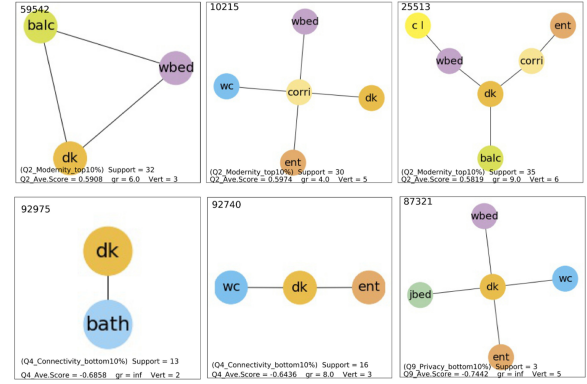 59542
balc
wbed
dk
(Q2_Modernity_top10%) Support = 32
Q2_Ave.Score = 0.5908 gr = 6.0 Vert = 3
10215
wbed
wc
corri
dk
ent
(Q2_Modernity_top10%) Support = 30
Q2_Ave.Score = 0.5974 gr = 4.0 Vert = 5
25513
c l
ent
wbed
corri
dk
balc
(Q2_Modernity_top10%) Support = 35
Q2_Ave.Score = 0.5819 gr = 9.0 Vert = 6
92975
dk
bath
(Q4_Connectivity_bottom10%) Support = 13
Q4_Ave.Score = -0.6858 gr = inf Vert = 2
92740
wc
dk
ent
(Q4_Connectivity_bottom10%) Support = 16
Q4_Ave.Score = -0.6436 gr = 8.0 Vert = 3
87321
wbed
wc
dk
jbed
ent
(Q9_Privacy_bottom10%) Support = 3
Q9_Ave.Score = -0.7442 gr = inf Vert = 5